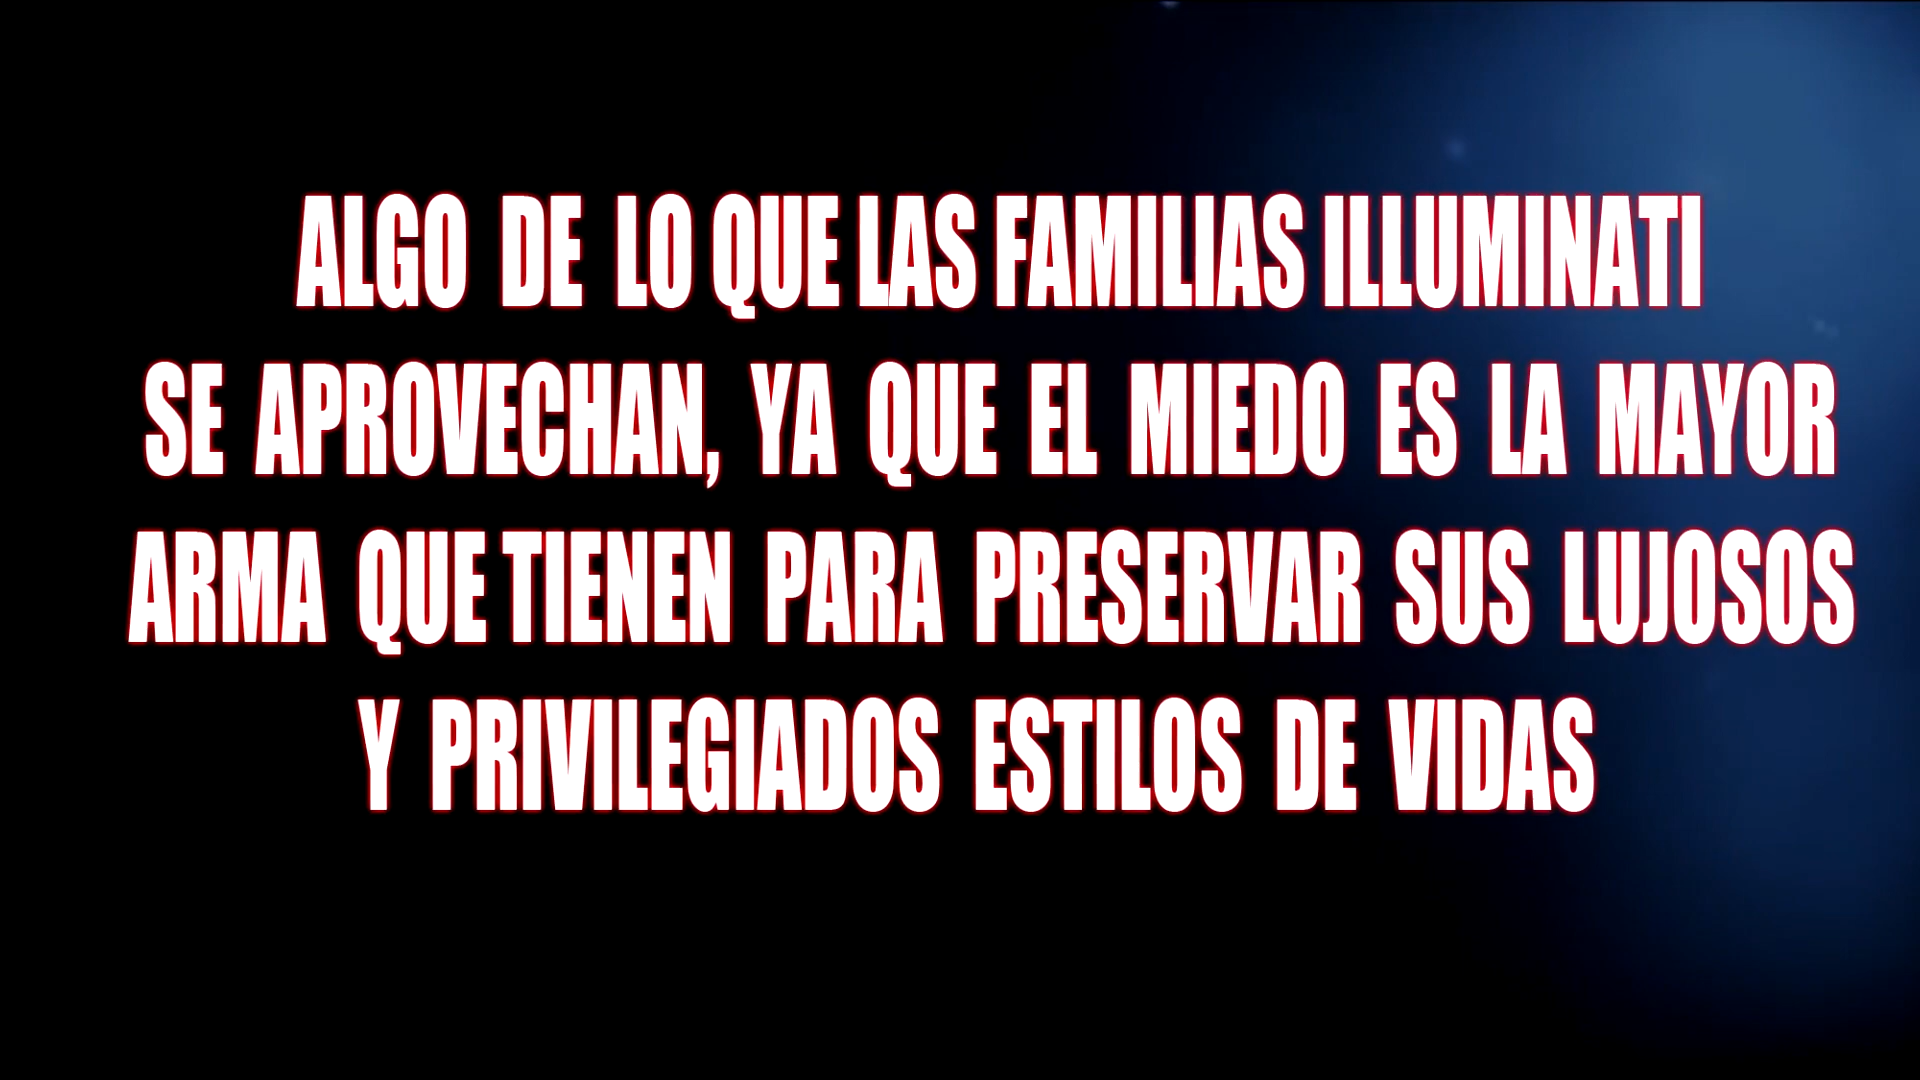 ALGO DE LO QUE LAS FAMILIAS ILLUMINATI
SE APROVECHAN, YA QUE EL MIEDO ES LA MAYOR
ARMA QUE TIENEN PARA PRESERVAR SUS LUJOSOS
Y PRIVILEGIADOS ESTILOS DE VIDAS